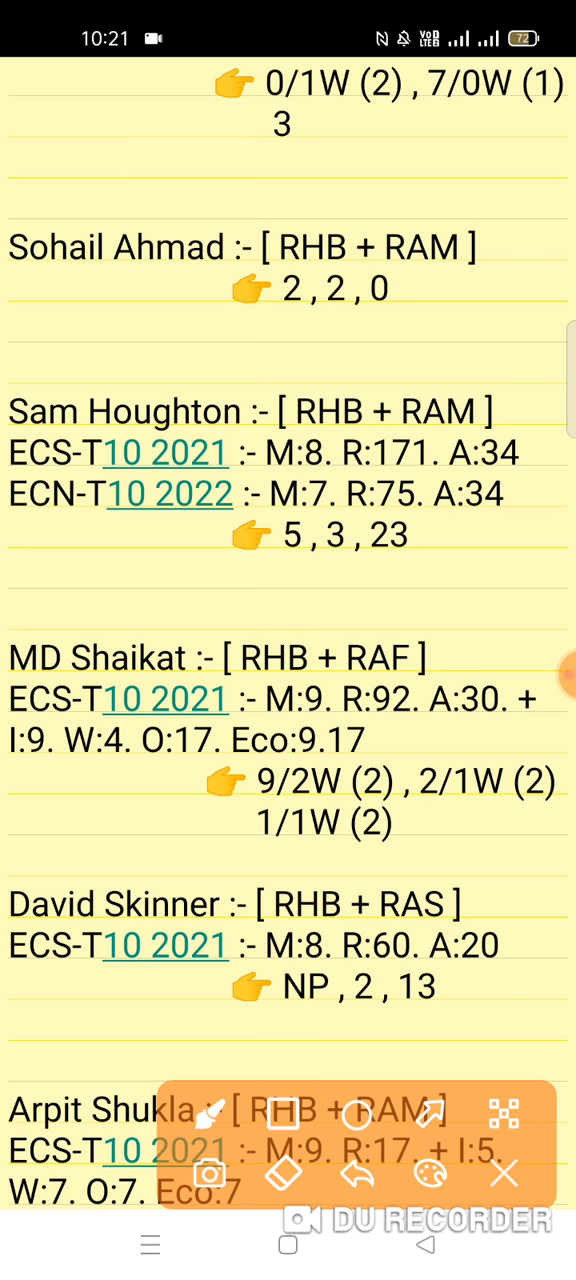 10:21
VoD
LTE2
72
0/1W (2) , 7/0W (1)
3
Sohail Ahmad :- [ RHB + RAM ]
2 , 2 , 0
Sam Houghton :- [ RHB + RAM ]
ECS-T10 2021 :- M:8. R:171. A:34
ECN-T10 2022 :- M:7. R:75. A:34
5 , 3 , 23
MD Shaikat :- [ RHB + RAF ]
ECS-T10 2021 :- M:9. R:92. A:30. +
I:9. W:4. O:17. Eco:9.17
9/2W (2) , 2/1W (2)
1/1W (2)
David Skinner :- [ RHB + RAS ]
ECS-T10 2021 :- M:8. R:60. A:20
NP , 2 , 13
Arpit Shukla :- [ RHB + RAM ]
ECS-T10 2021 :- M:9. R:17. + I:5.
W:7. O:7. Eco:7
DU RECORDER